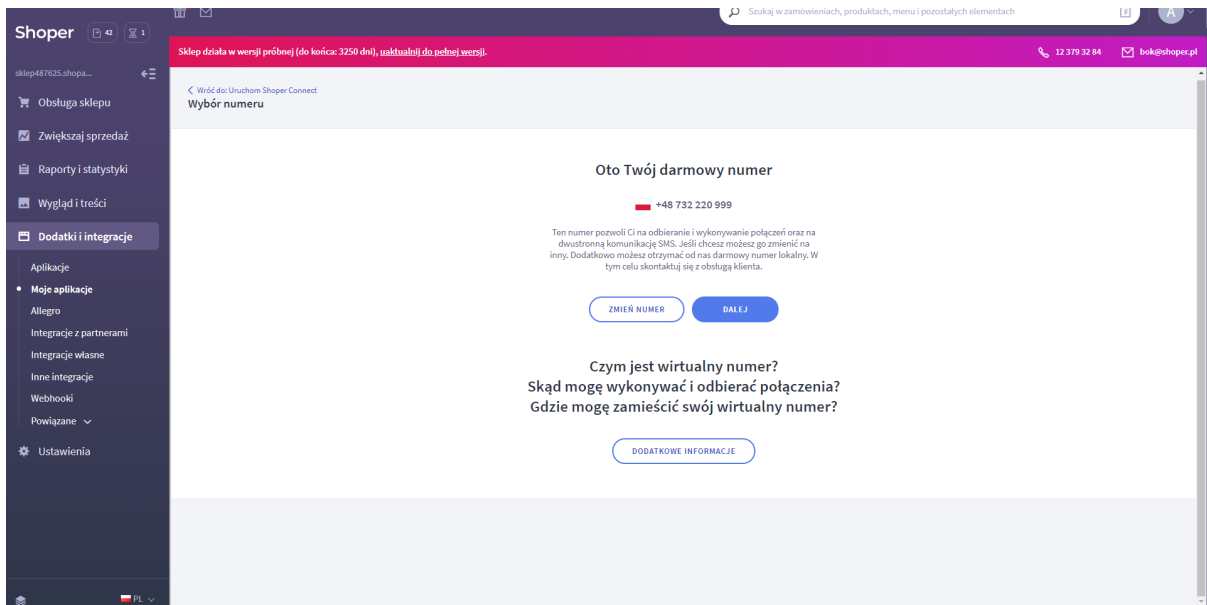 Shoper
42
1
Szukaj w zamówieniach, produktach, menu i pozostałych elementach
F
A
Sklep działa w wersji próbnej (do końca: 3250 dni), uaktualnij do pełnej wersji.
12 379 32 84
bok@shoper.pl
sklep487625.shopa...
Obsługa sklepu
Zwiększaj sprzedaż
Raporty i statystyki
Wygląd i treści
Dodatki i integracje
Aplikacje
Moje aplikacje
Allegro
Integracje z partnerami
Integracje własne
Inne integracje
Webhooki
Powiązane
Ustawienia
PL
Wróć do: Uruchom Shoper Connect
Wybór numeru
Oto Twój darmowy numer
+48 732 220 999
Ten numer pozwoli Ci na odbieranie i wykonywanie połączeń oraz na
dwustronną komunikację SMS. Jeśli chcesz możesz go zmienić na
inny. Dodatkowo możesz otrzymać od nas darmowy numer lokalny. W
tym celu skontaktuj się z obsługą klienta.
ZMIEŃ NUMER
DALEJ
Czym jest wirtualny numer?
Skąd mogę wykonywać i odbierać połączenia?
Gdzie mogę zamieścić swój wirtualny numer?
DODATKOWE INFORMACJE